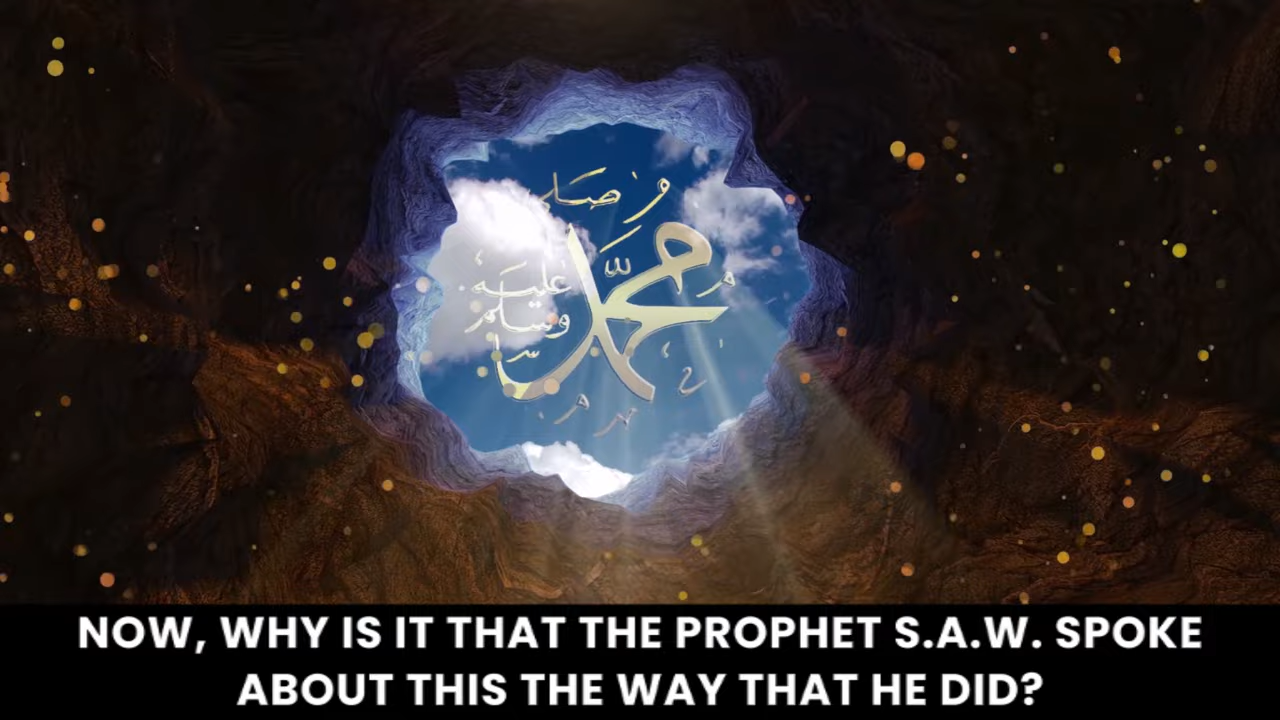 صلى
محمد
عليه
وسلم
NOW, WHY IS IT THAT THE PROPHET S.A.W. SPOKE
ABOUT THIS THE WAY THAT HE DID?